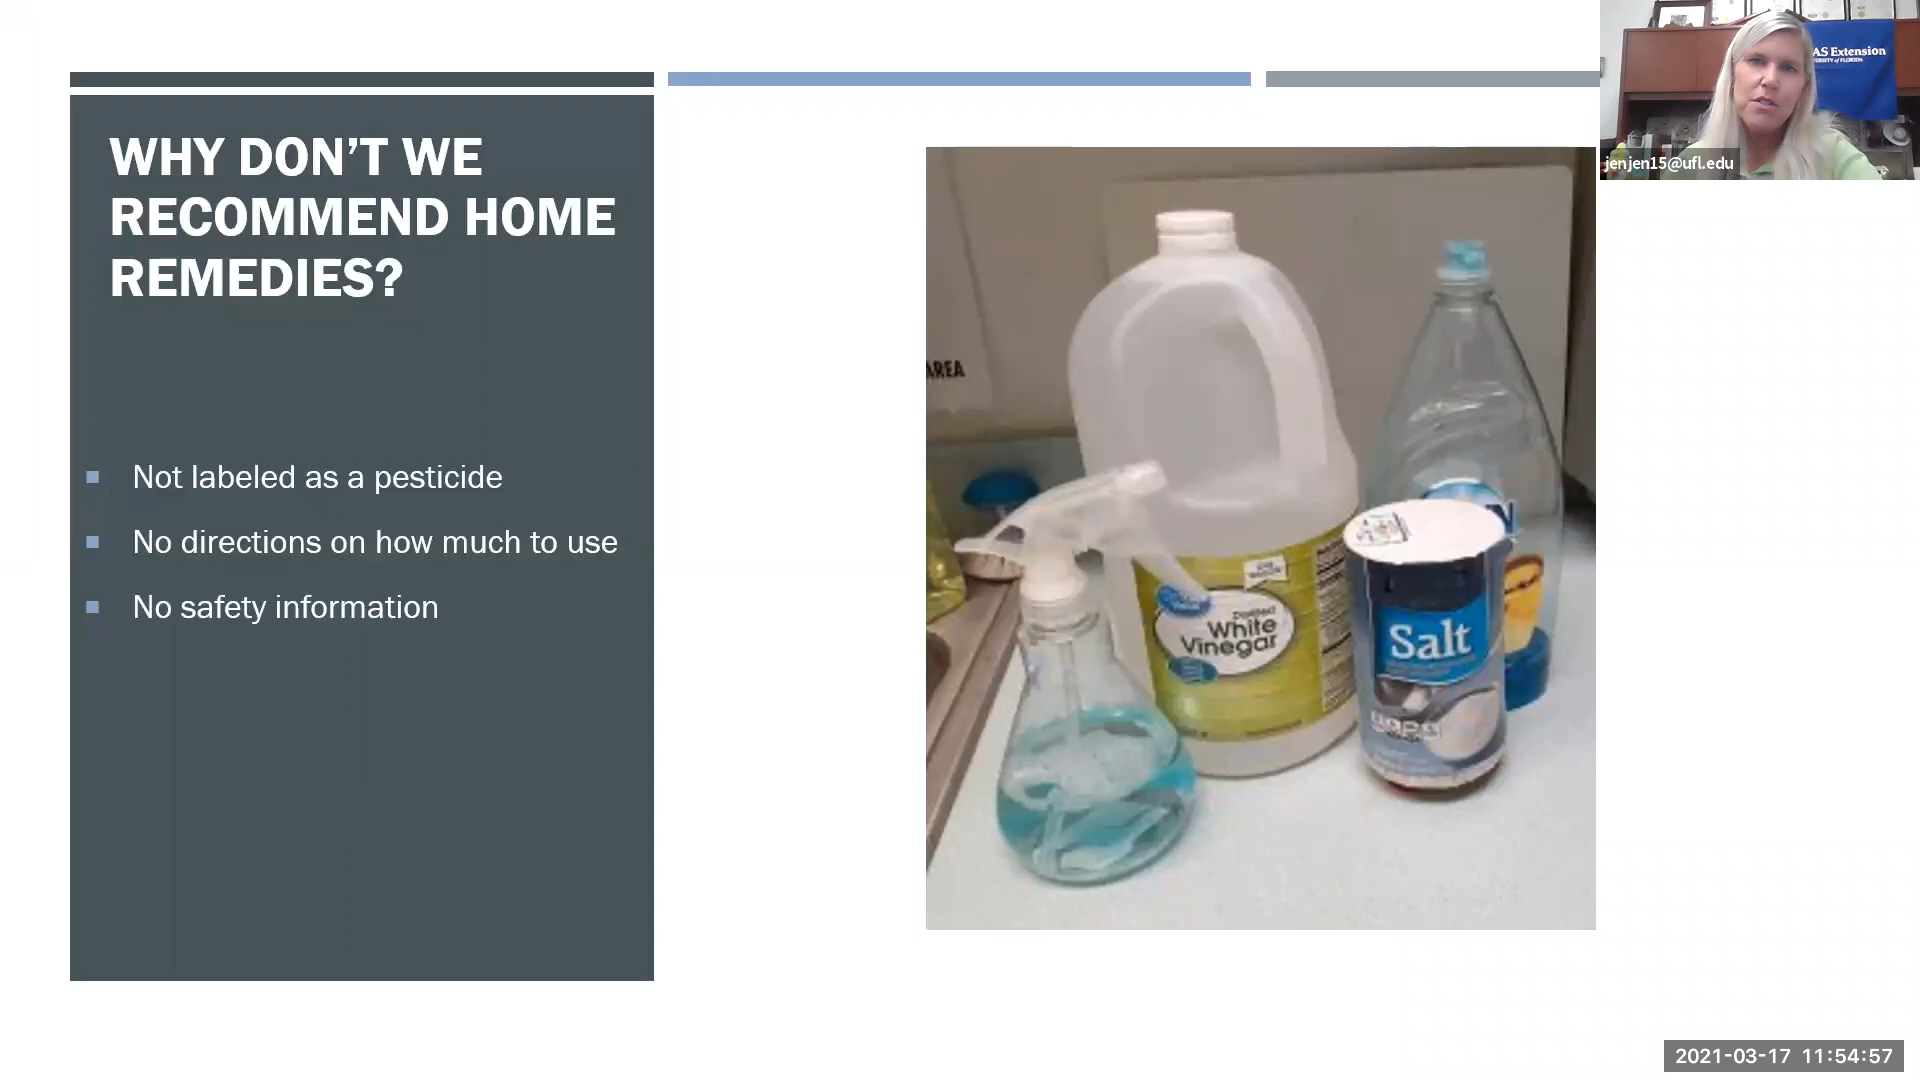 WHY DON'T WE
RECOMMEND HOME
REMEDIES?
Not labeled as a pesticide
No directions on how much to use
No safety information
AREA
Distilled
White
Vinegar
Salt
AS Extension
jenjen15@ufl.edu
2021-03-17 11:54:57